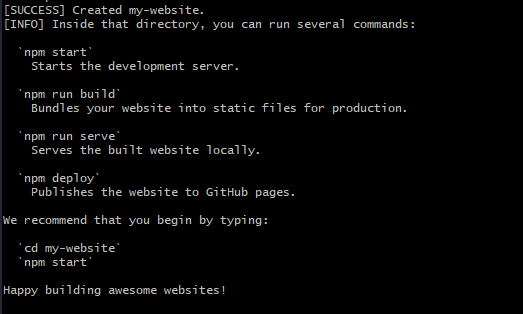 [SUCCESS] Created my-website.
[INFO] Inside that directory, you can run several commands:
`npm start`
Starts the development server.
`npm run build`
Bundles your website into static files for production.
`npm run serve`
Serves the built website locally.
`npm deploy`
Publishes the website to GitHub pages.
We recommend that you begin by typing:
`cd my-website`
`npm start`
Happy building awesome websites!